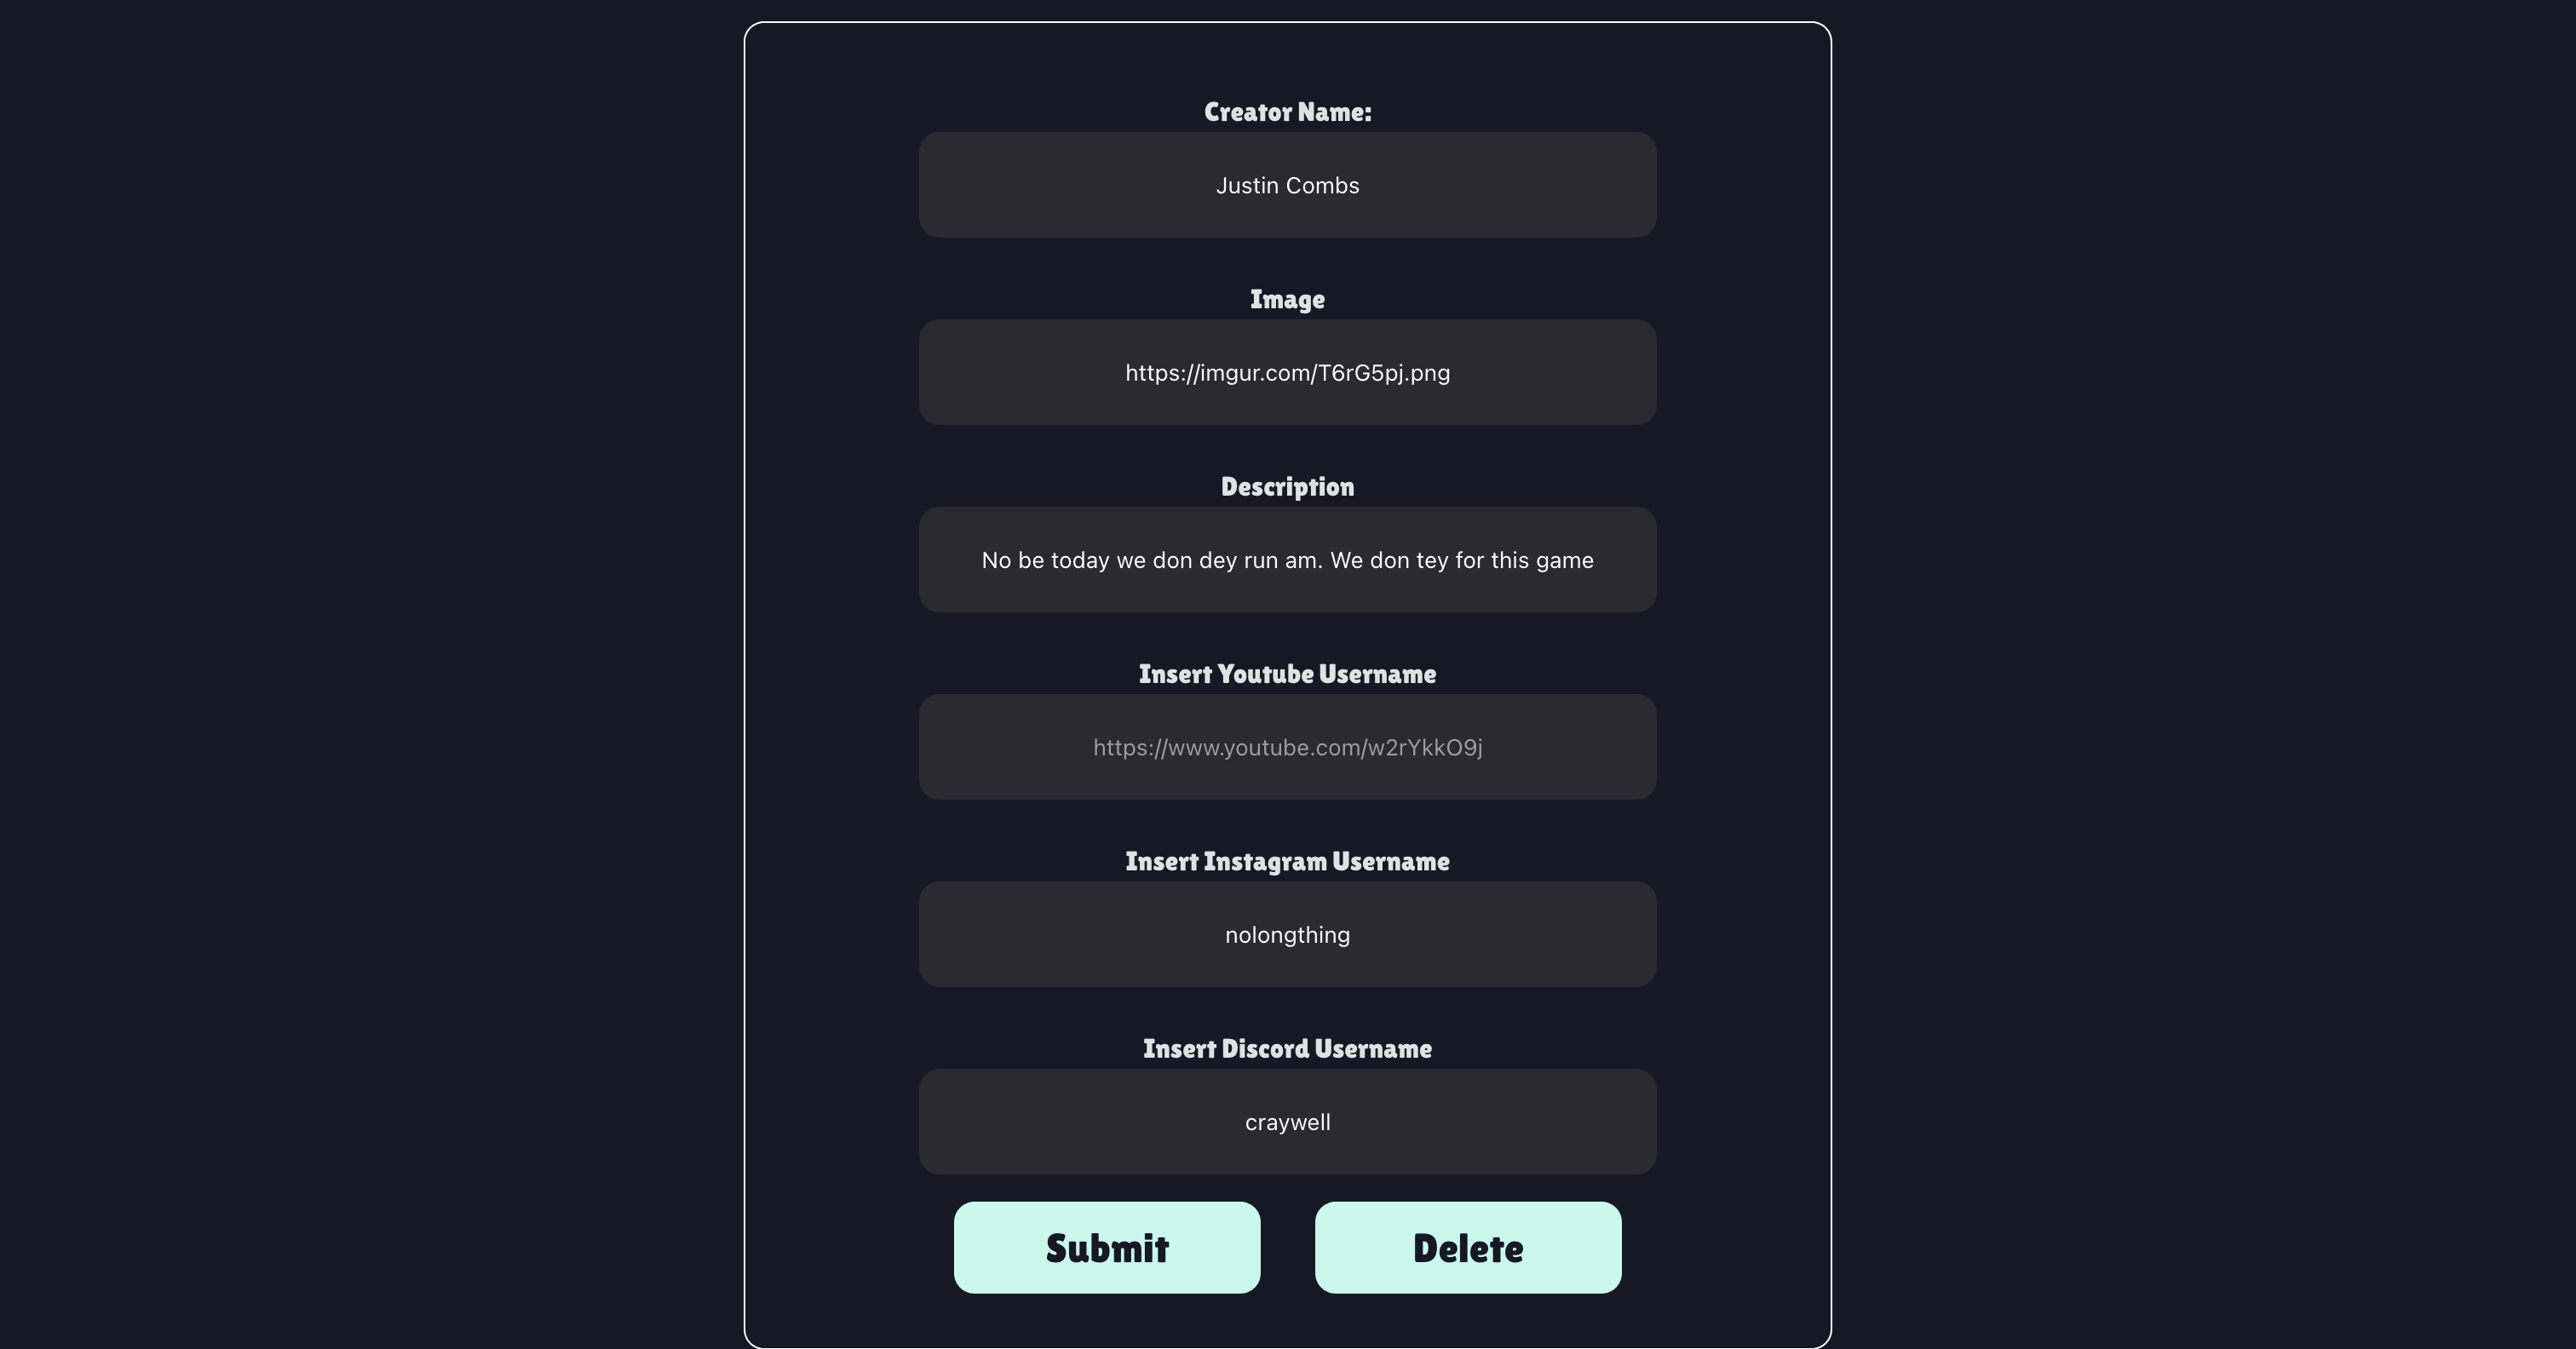 Creator Name:
Justin Combs
Image
https://imgur.com/T6rG5pj.png
Description
No be today we don dey run am. We don tey for this game
Insert Youtube Username
https://www.youtube.com/w2rYkkO9j
Insert Instagram Username
nolongthing
Insert Discord Username
craywell
Submit
Delete